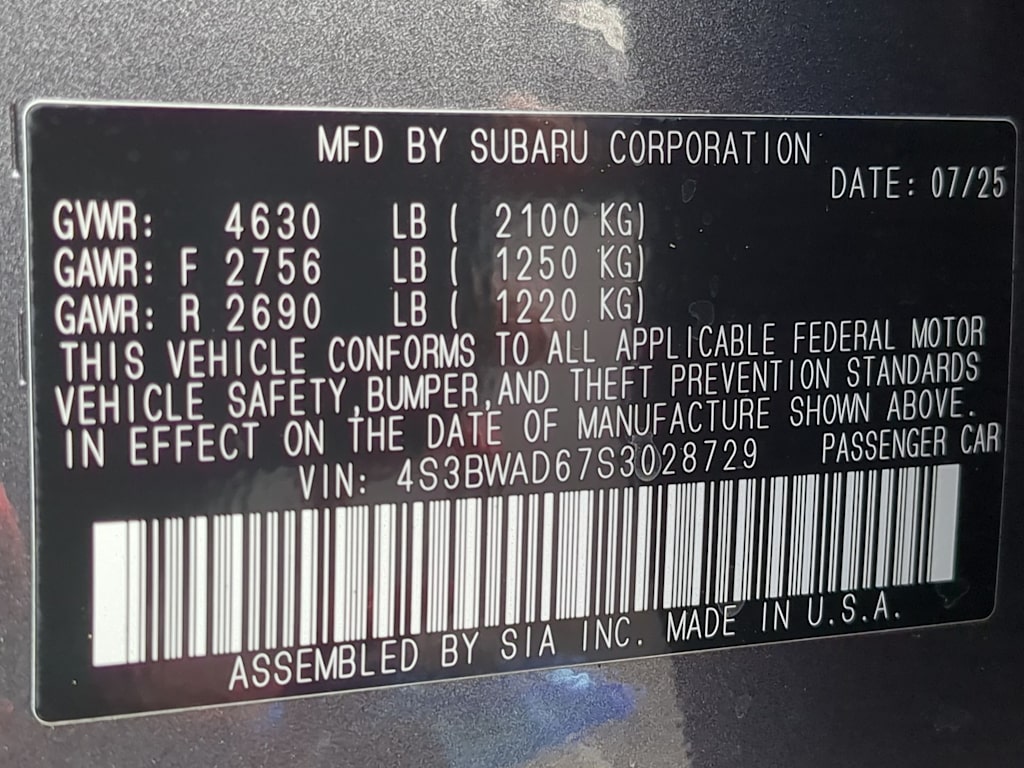 MFD BY SUBARU CORPORATION
DATE: 07/25
GVWR: 4630 LB ( 2100 KG)
GAWR: F 2756 LB ( 1250 KG)
GAWR: R 2690 LB ( 1220 KG)
THIS VEHICLE CONFORMS TO ALL APPLICABLE FEDERAL MOTOR
VEHICLE SAFETY,BUMPER,AND THEFT PREVENTION STANDARDS
IN EFFECT ON THE DATE OF MANUFACTURE SHOWN ABOVE.
VIN: 4S3BWAD67S3028729 PASSENGER CAR
ASSEMBLED BY SIA INC. MADE IN U.S.A.